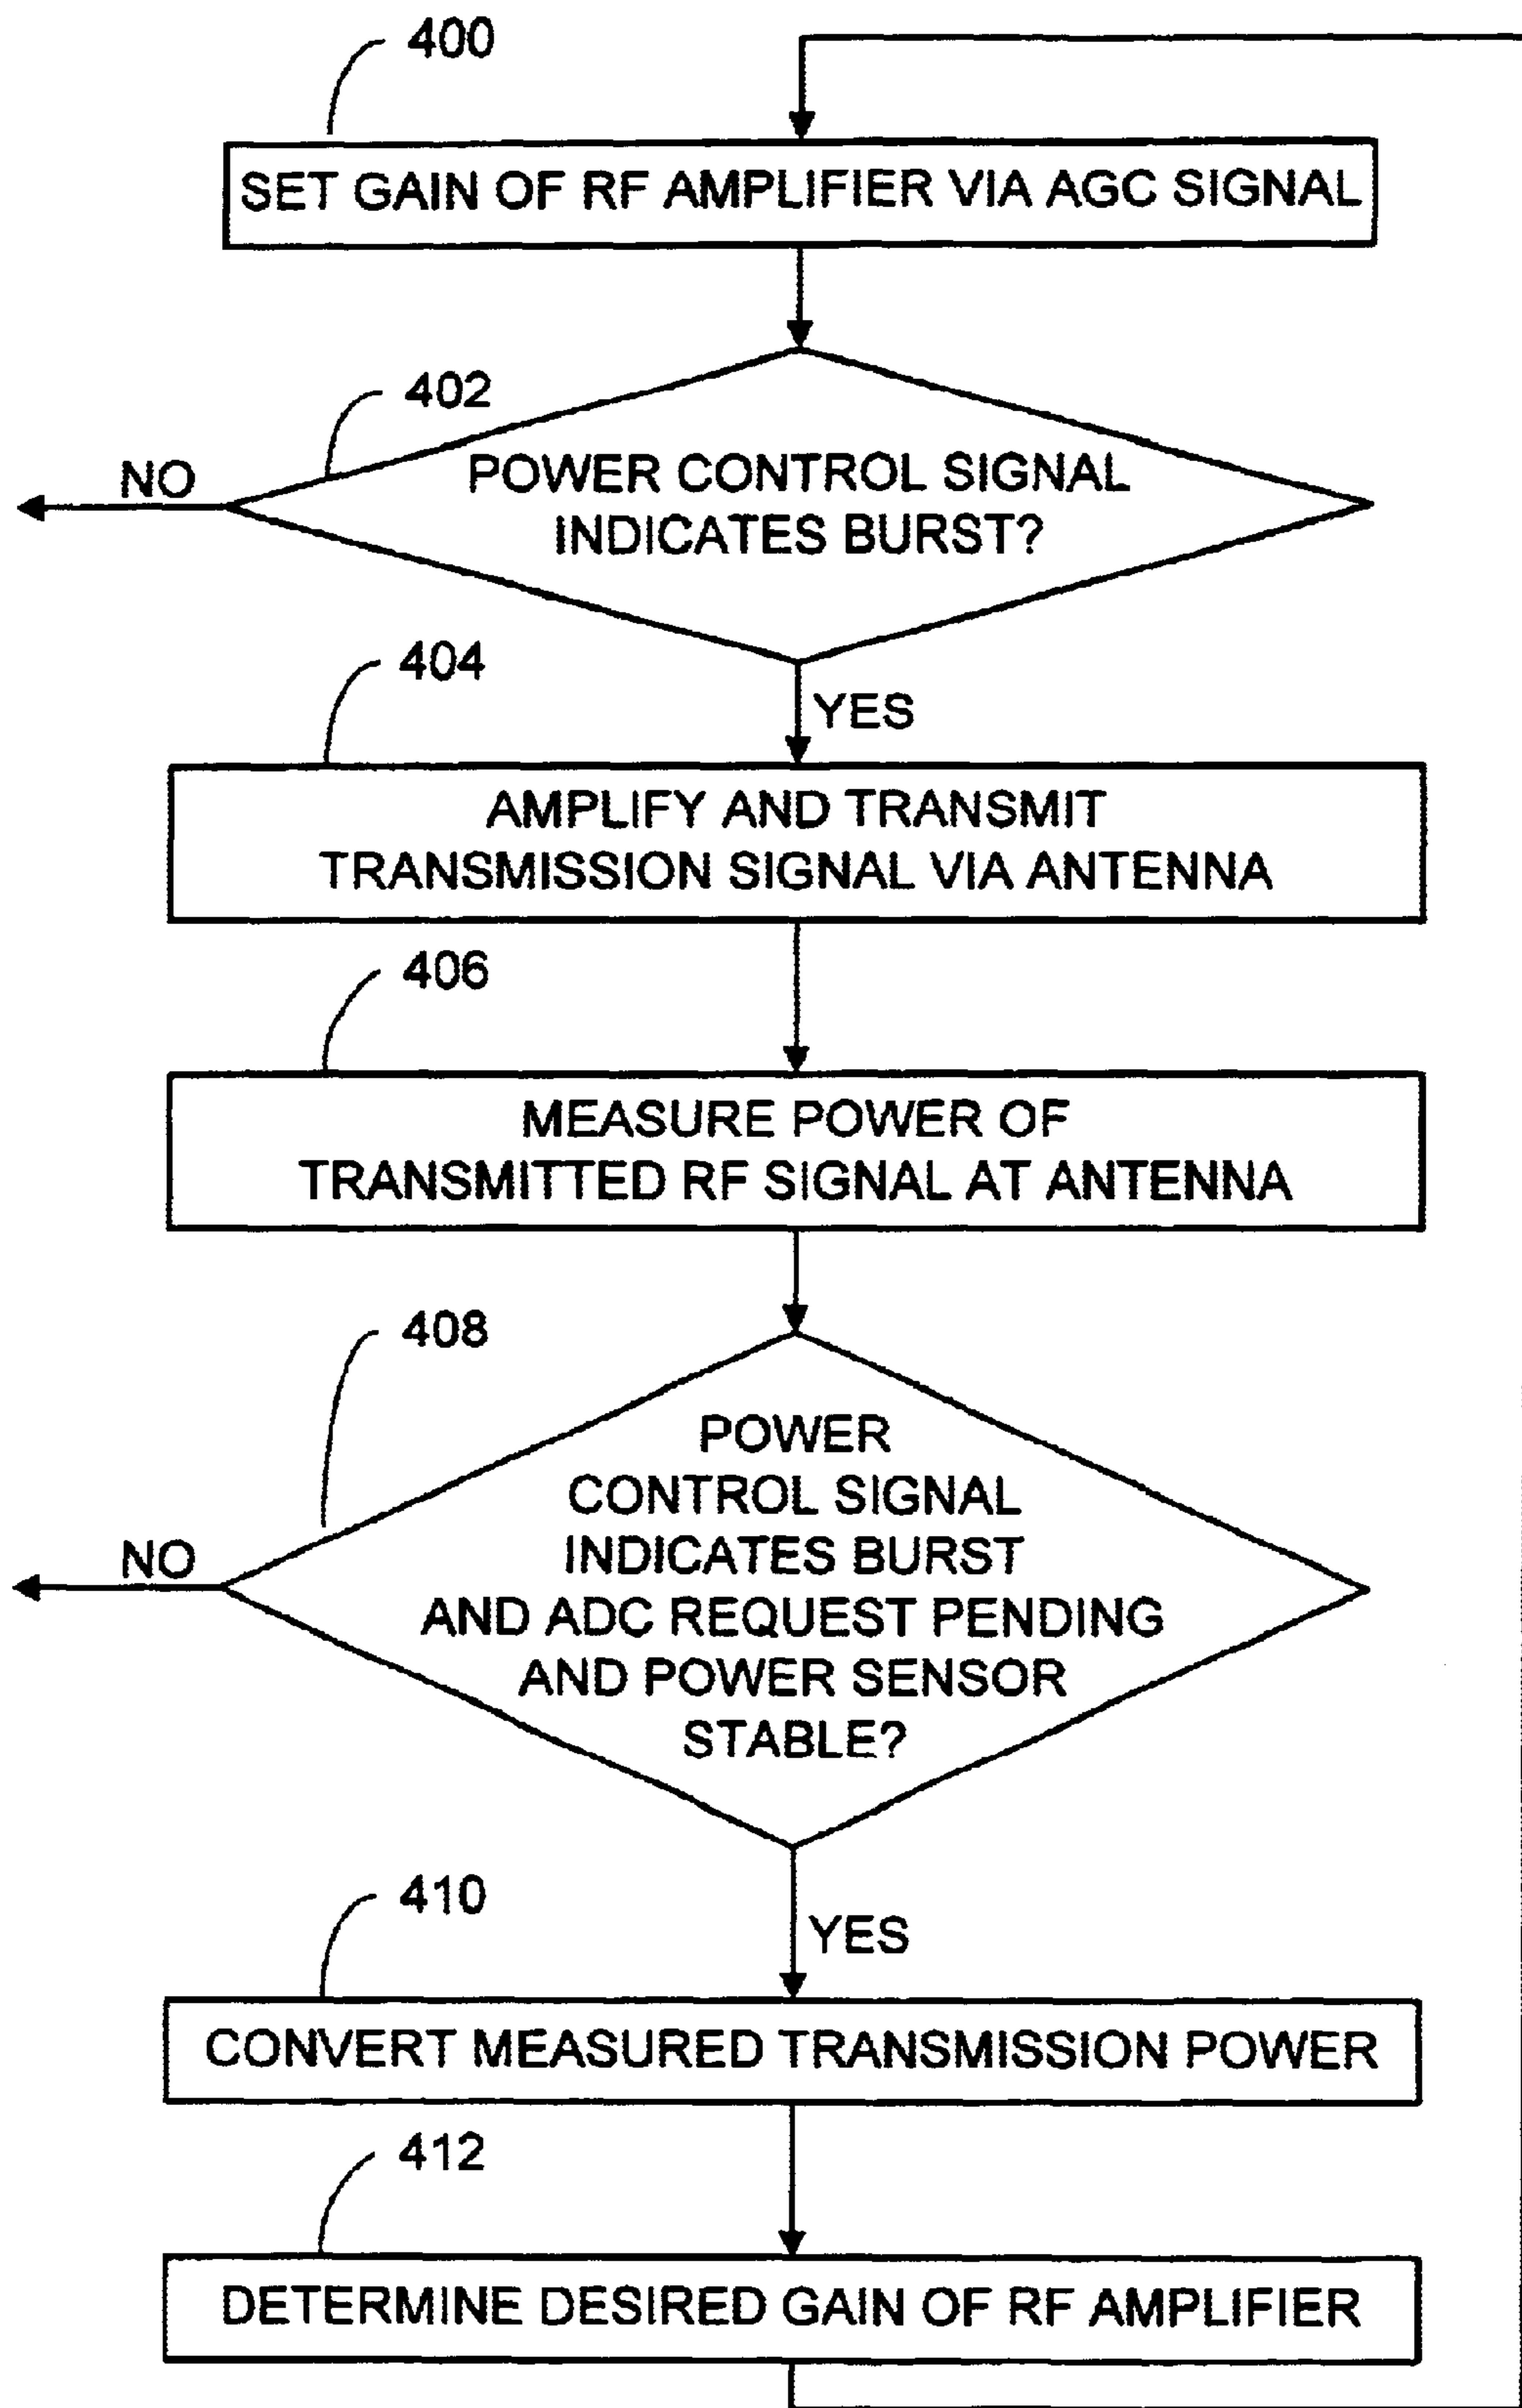 400
SET GAIN OF RF AMPLIFIER VIA AGC SIGNAL
402
NO
POWER CONTROL SIGNAL
INDICATES BURST?
404
YES
AMPLIFY AND TRANSMIT
TRANSMISSION SIGNAL VIA ANTENNA
406
MEASURE POWER OF
TRANSMITTED RF SIGNAL AT ANTENNA
408
NO
POWER
CONTROL SIGNAL
INDICATES BURST
AND ADC REQUEST PENDING
AND POWER SENSOR
STABLE?
410
YES
CONVERT MEASURED TRANSMISSION POWER
412
DETERMINE DESIRED GAIN OF RF AMPLIFIER